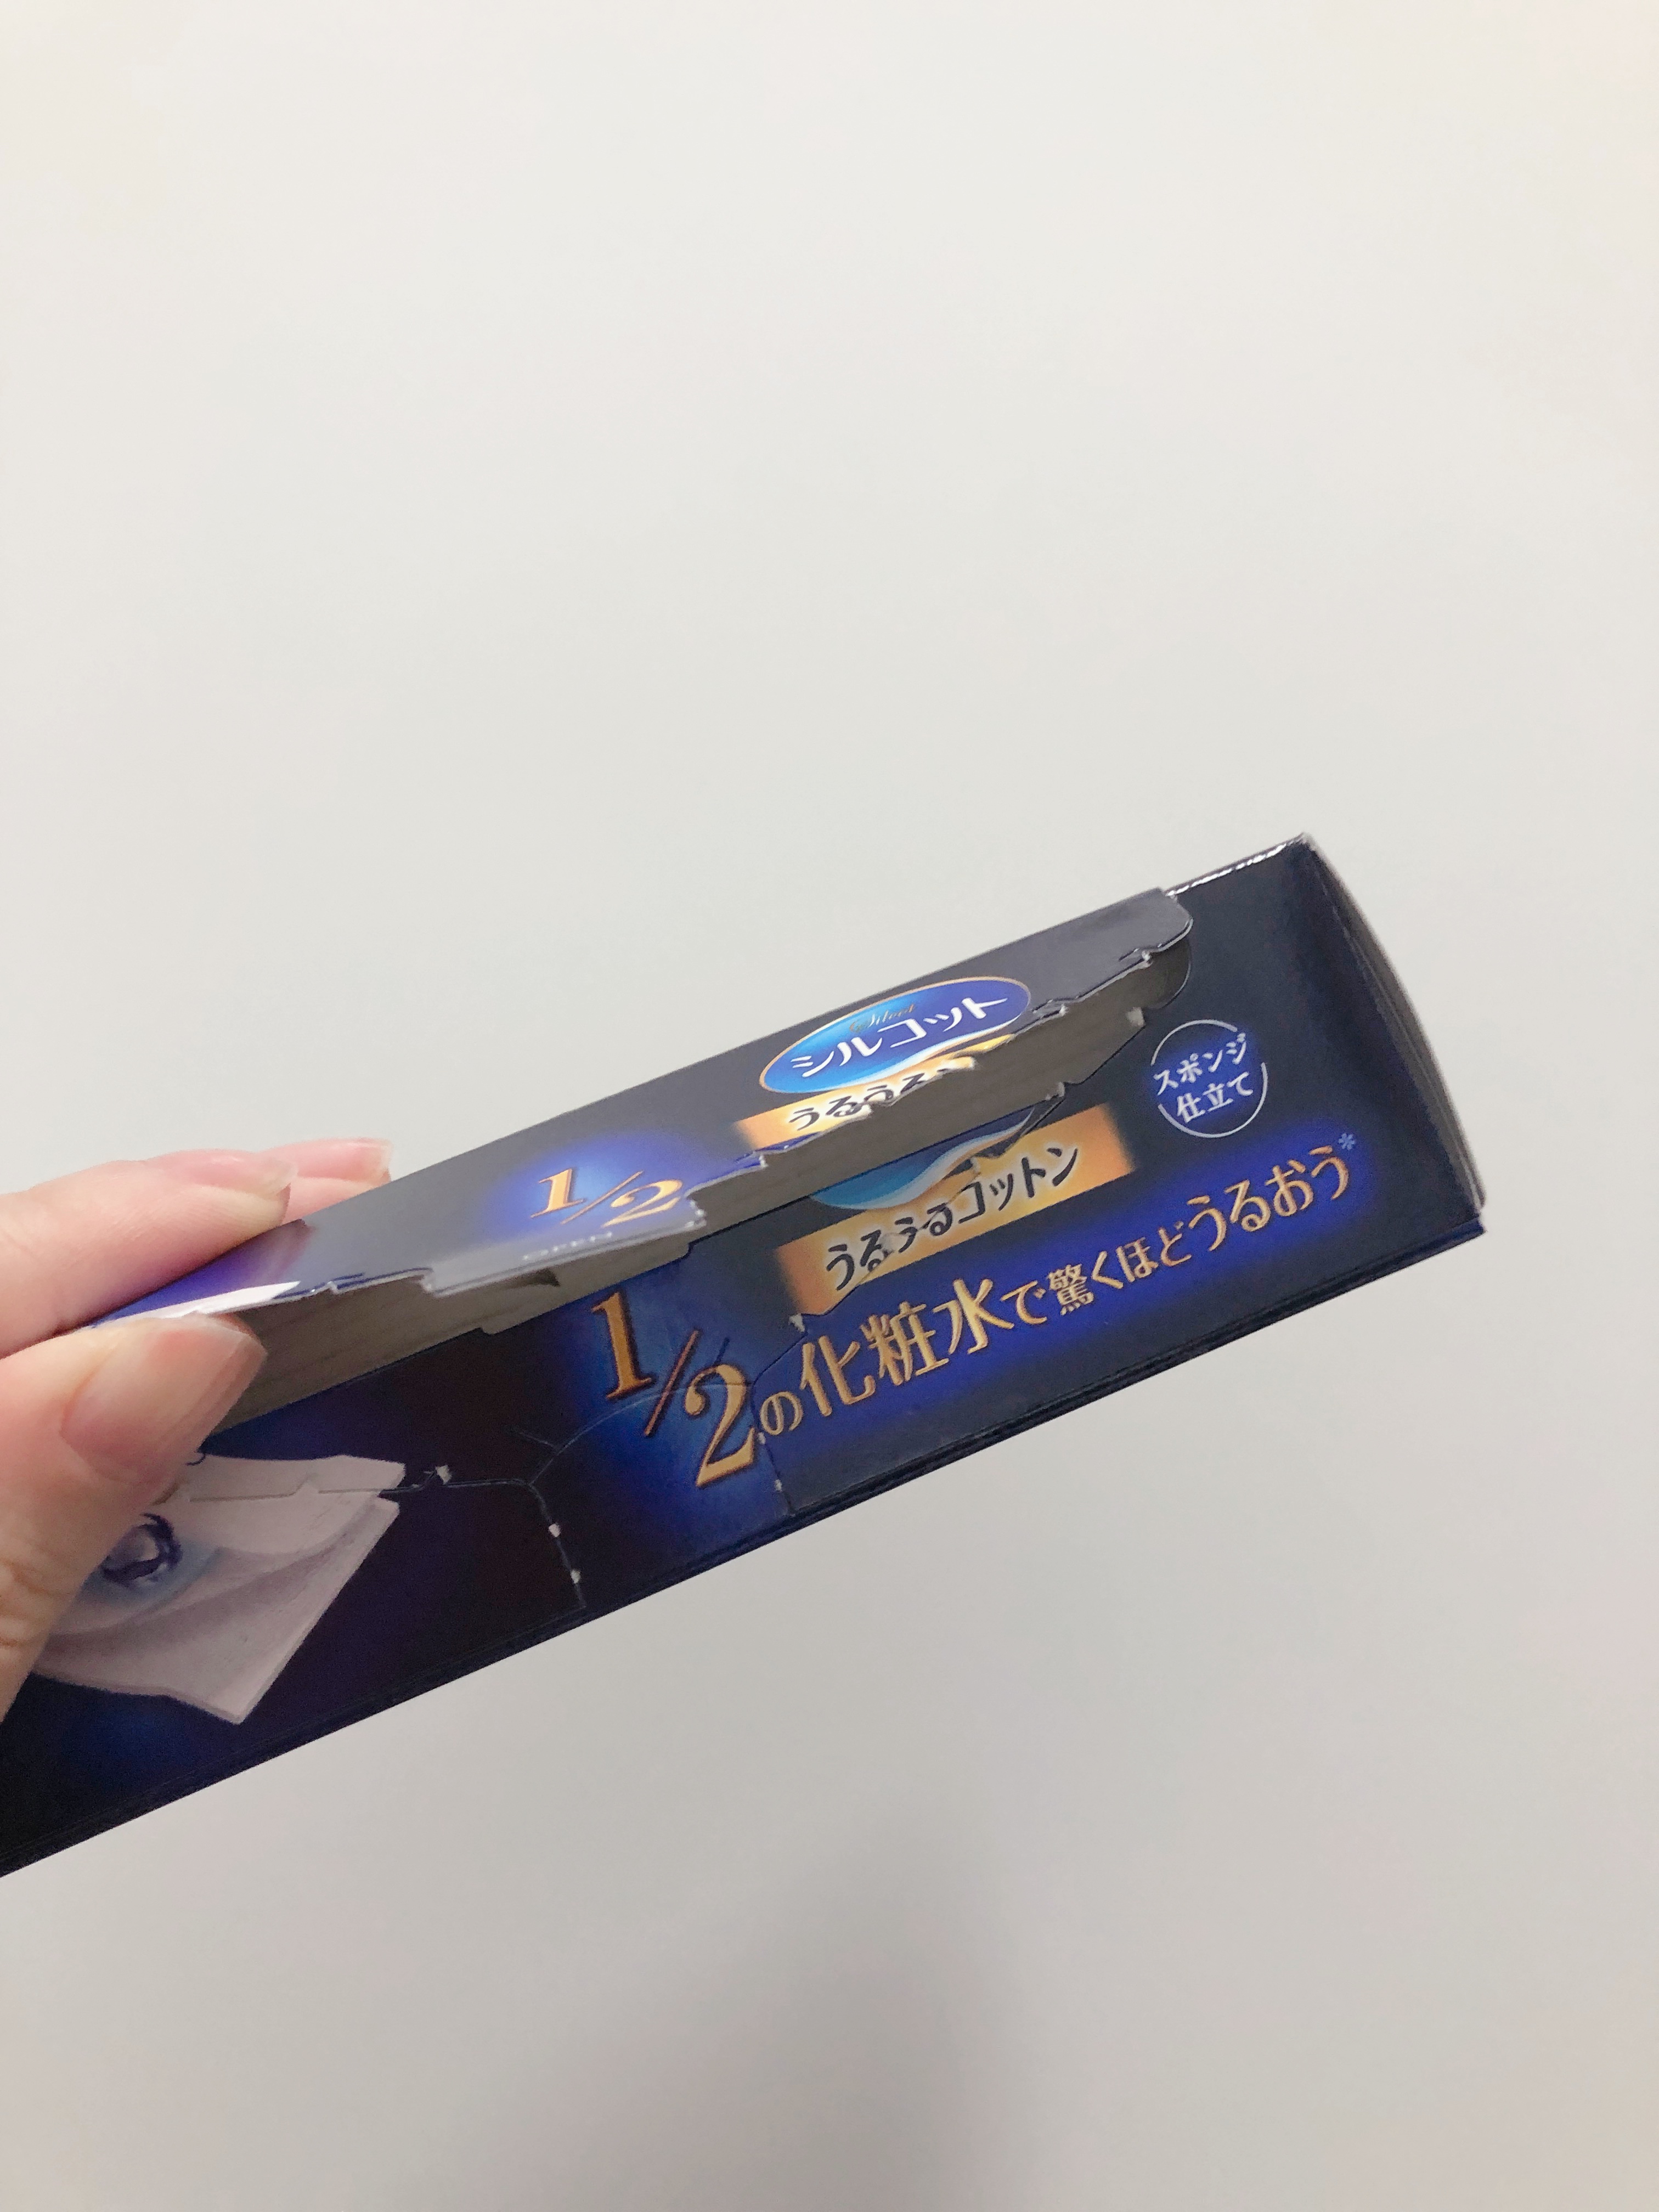 Silcot
シルコット
うるうる
1/2
OPEN
スポンジ
仕立て
うるうるコットン
1/2の化粧水で驚くほどうるおう*